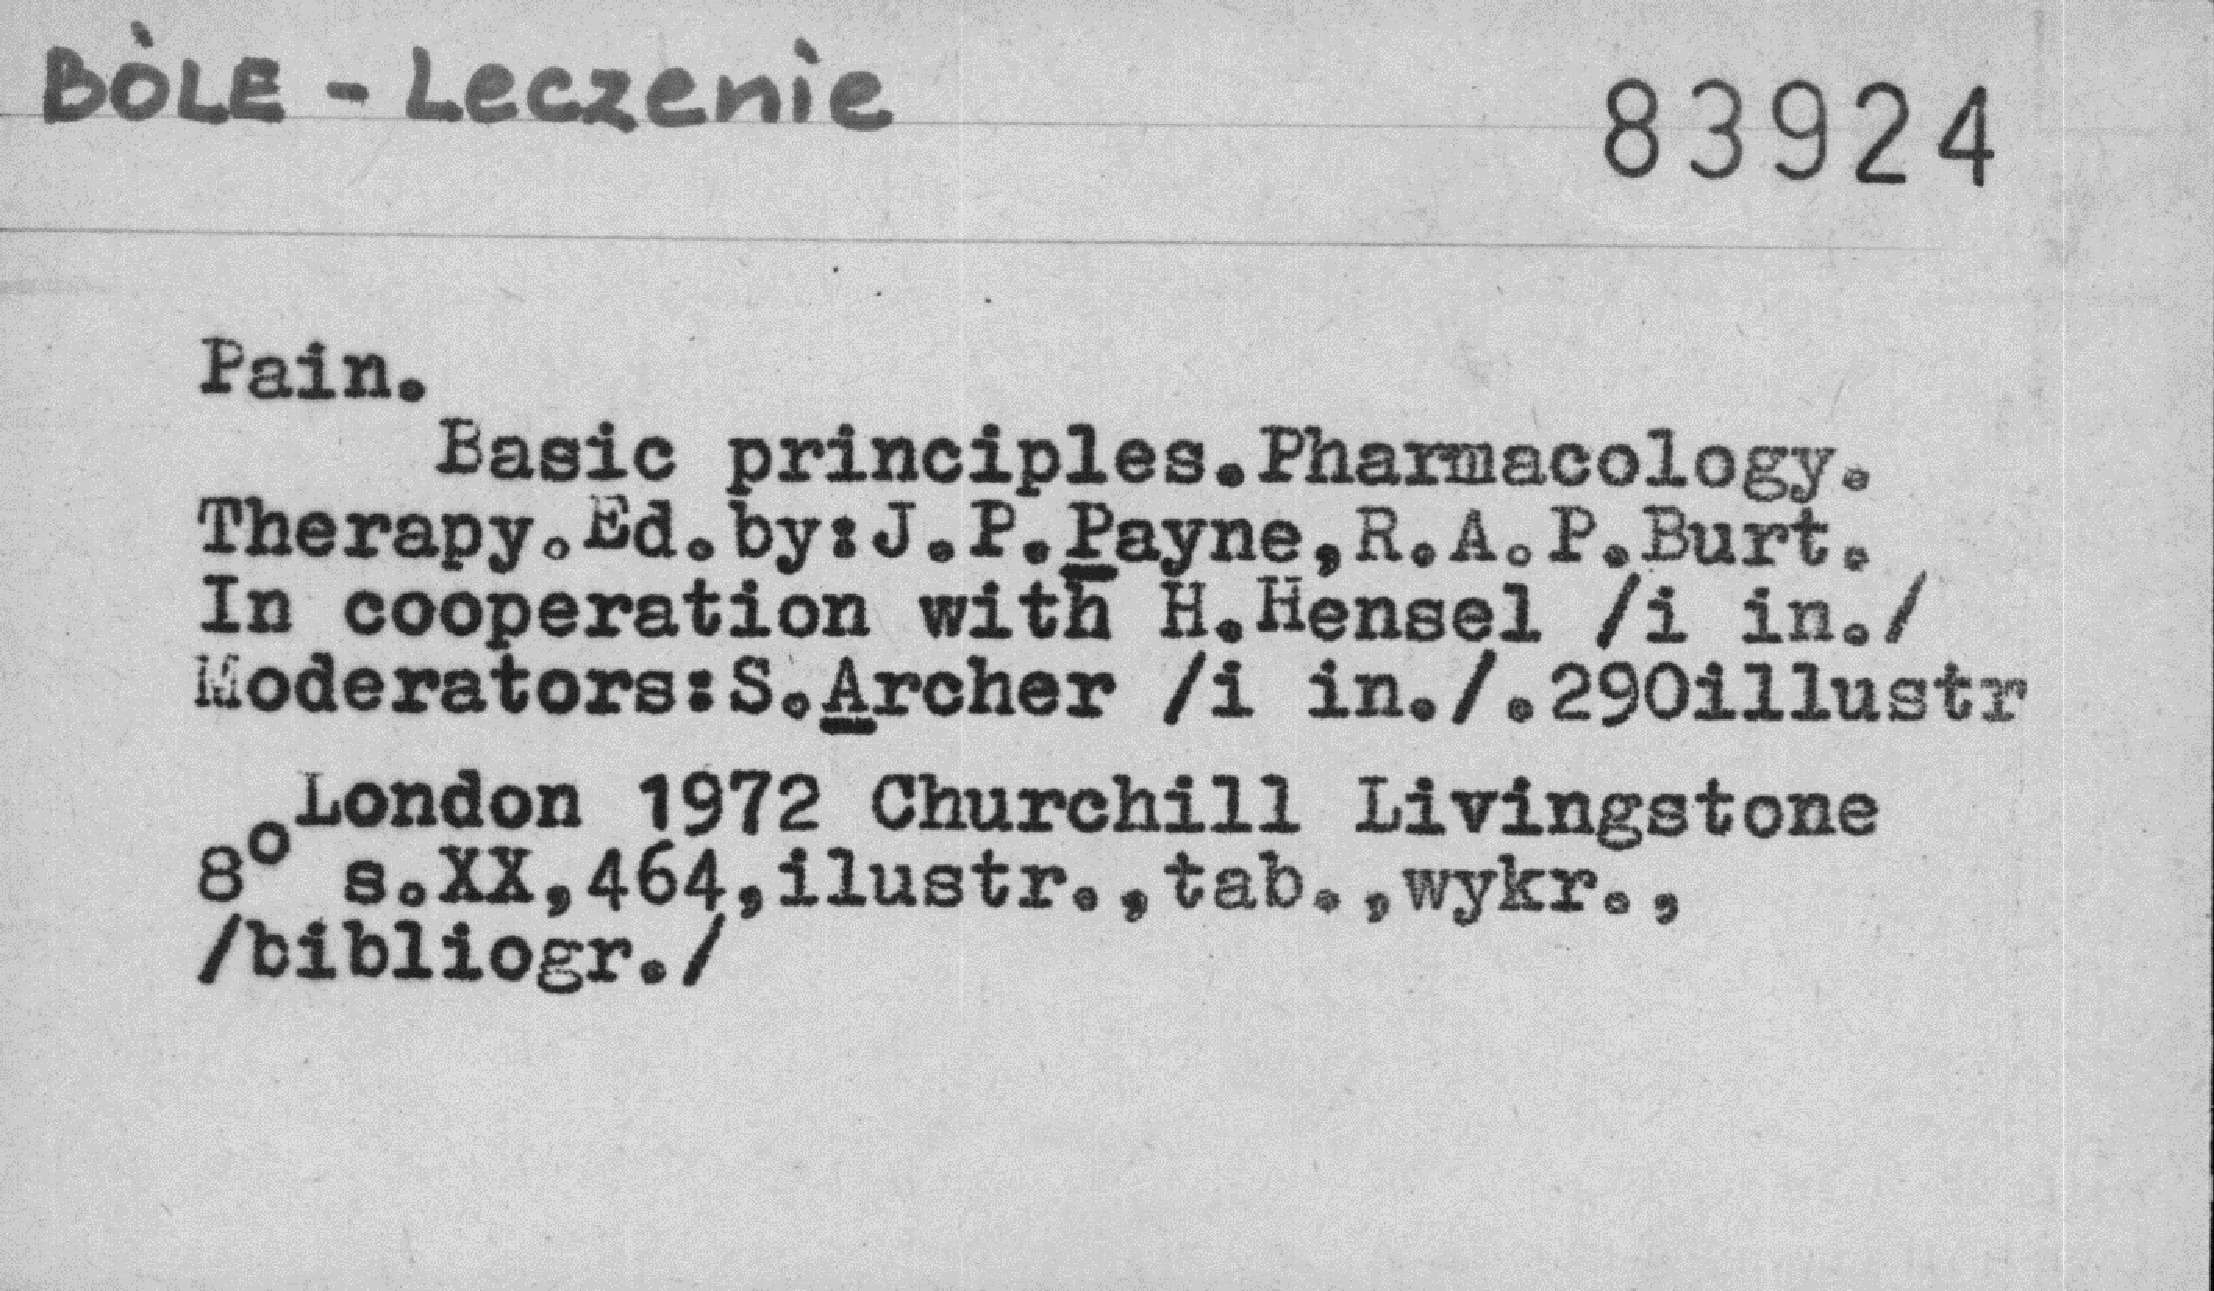 BÒLE - Leczenie
83924
Pain.
Basic principles.Pharmacology.
Therapy.Ed.by:J.P.Payne,R.A.P.Burt.
In cooperation with H.Hensel /i in./
Moderators:S.Archer /i in./.290illustr
London 1972 Churchill Livingstone
8° s.XX,464,ilustr.,tab.,wykr.,
/bibliogr./